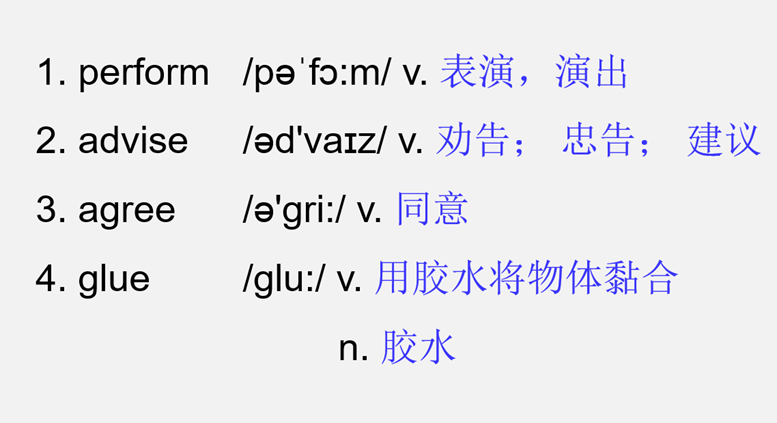 1. perform /pəˈfɔ:m/ v. 表演，演出
2. advise /əd'vaɪz/ v. 劝告； 忠告； 建议
3. agree /ə'gri:/ v. 同意
4. glue /glu:/ v. 用胶水将物体黏合
n. 胶水